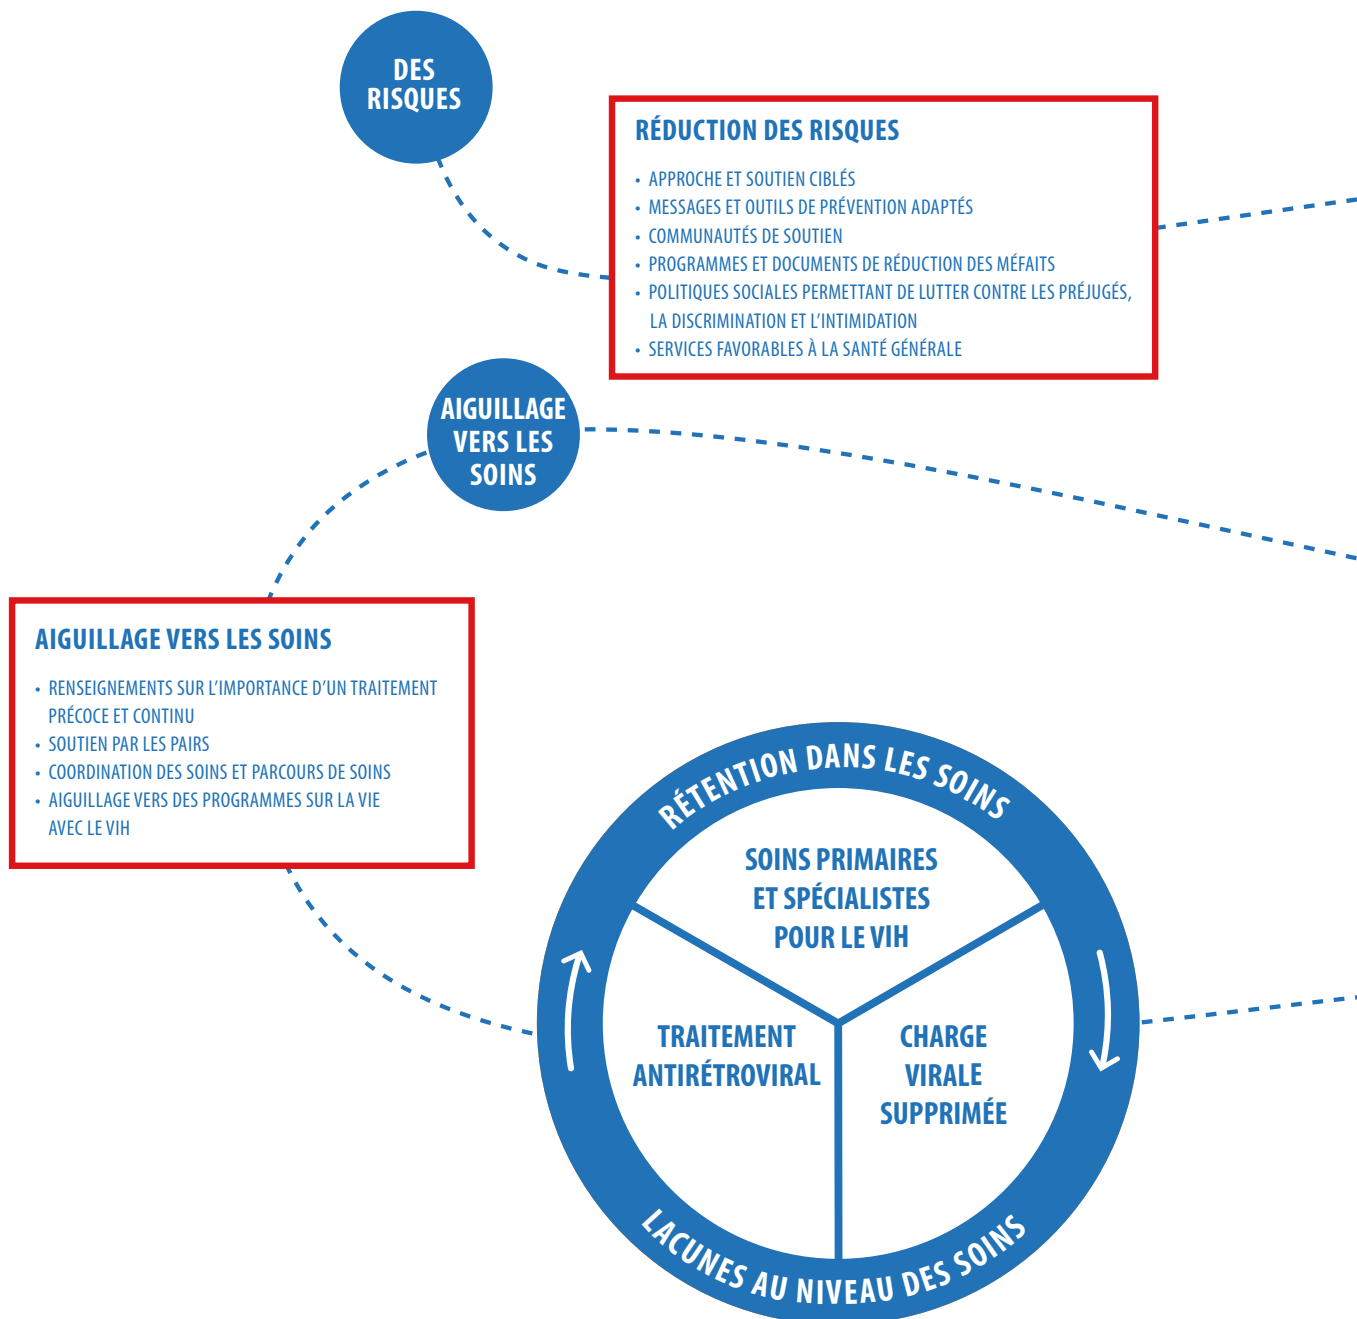 DES
RISQUES
RÉDUCTION DES RISQUES
• APPROCHE ET SOUTIEN CIBLÉS
• MESSAGES ET OUTILS DE PRÉVENTION ADAPTÉS
• COMMUNAUTÉS DE SOUTIEN
• PROGRAMMES ET DOCUMENTS DE RÉDUCTION DES MÉFAITS
• POLITIQUES SOCIALES PERMETTANT DE LUTTER CONTRE LES PRÉJUGÉS,
LA DISCRIMINATION ET L’INTIMIDATION
• SERVICES FAVORABLES À LA SANTÉ GÉNÉRALE
AIGUILLAGE
VERS LES
SOINS
AIGUILLAGE VERS LES SOINS
• RENSEIGNEMENTS SUR L’IMPORTANCE D’UN TRAITEMENT
PRÉCOCE ET CONTINU
• SOUTIEN PAR LES PAIRS
• COORDINATION DES SOINS ET PARCOURS DE SOINS
• AIGUILLAGE VERS DES PROGRAMMES SUR LA VIE
AVEC LE VIH
RÉTENTION DANS LES SOINS
SOINS PRIMAIRES
ET SPÉCIALISTES
POUR LE VIH
TRAITEMENT
ANTIRÉTROVIRAL
CHARGE
VIRALE
SUPPRIMÉE
LACUNES AU NIVEAU DES SOINS